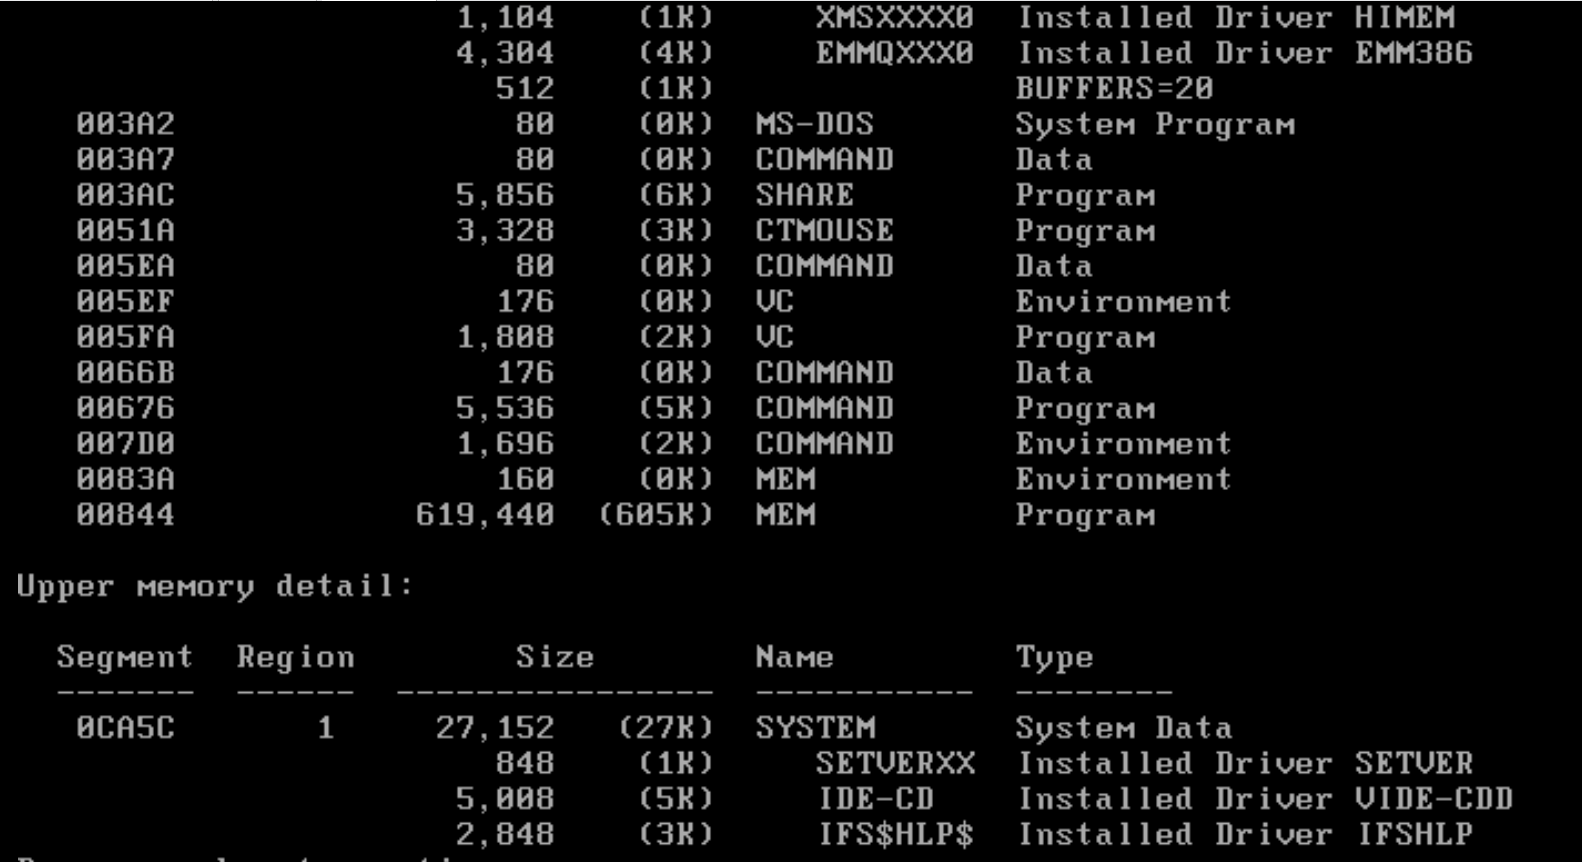 1,104 (1K) XMSXXXX0 Installed Driver HIMEM
4,304 (4K) EMMQXXX0 Installed Driver EMM386
512 (1K) BUFFERS=20
003A2 80 (0K) MS-DOS System Program
003A7 80 (0K) COMMAND Data
003AC 5,856 (6K) SHARE Program
0051A 3,328 (3K) CTMOUSE Program
005EA 80 (0K) COMMAND Data
005EF 176 (0K) VC Environment
005FA 1,808 (2K) VC Program
0066B 176 (0K) COMMAND Data
00676 5,536 (5K) COMMAND Program
007D0 1,696 (2K) COMMAND Environment
0083A 160 (0K) MEM Environment
00844 619,440 (605K) MEM Program
Upper memory detail:
Segment Region Size Name Type
------- ------ ---------------- ----------- --------
0CA5C 1 27,152 (27K) SYSTEM System Data
848 (1K) SETVERXX Installed Driver SETVER
5,008 (5K) IDE-CD Installed Driver VIDE-CDD
2,848 (3K) IFS$HLP$ Installed Driver IFSHLP